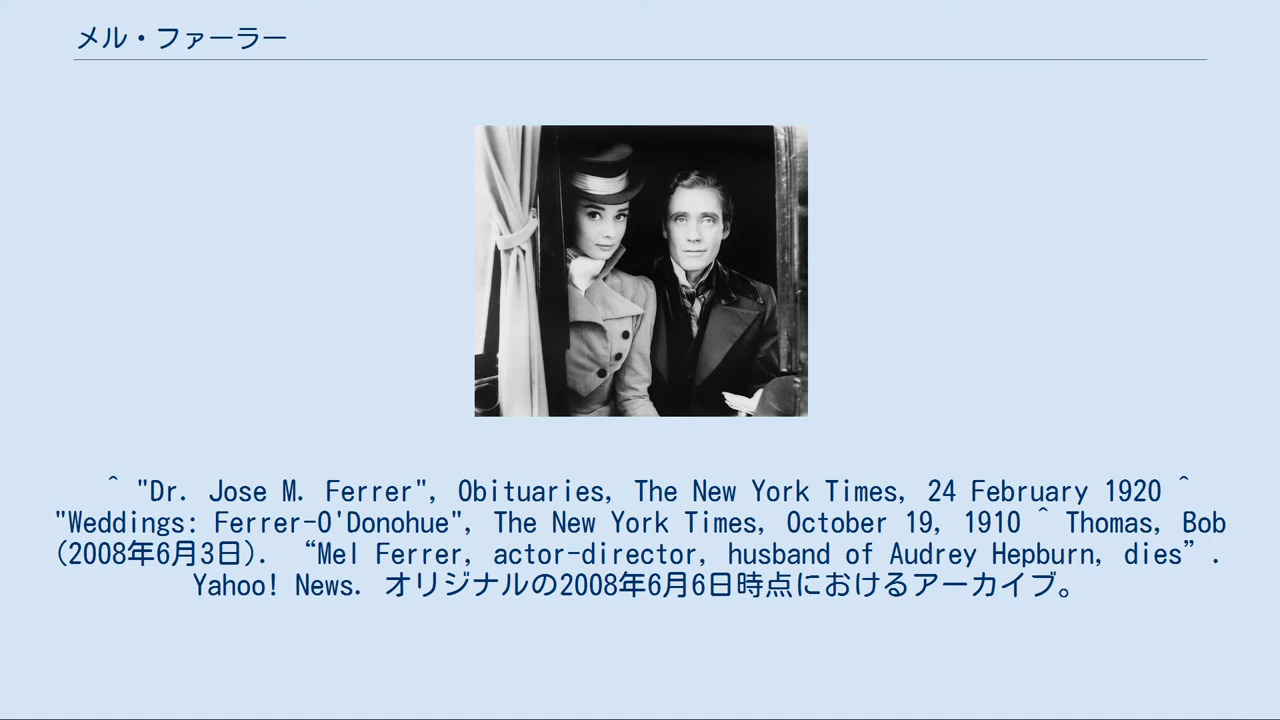 メル・ファーラー
^ "Dr. Jose M. Ferrer", Obituaries, The New York Times, 24 February 1920 ^
"Weddings: Ferrer-O'Donohue", The New York Times, October 19, 1910 ^ Thomas, Bob
(2008年6月3日). “Mel Ferrer, actor-director, husband of Audrey Hepburn, dies”.
Yahoo! News. オリジナルの2008年6月6日時点におけるアーカイブ。